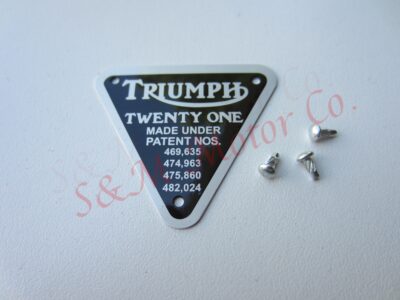 TRIUMPH
TWENTY ONE
MADE UNDER
PATENT NOS.
469,635
474,963
475,860
482,024
Motor Co.